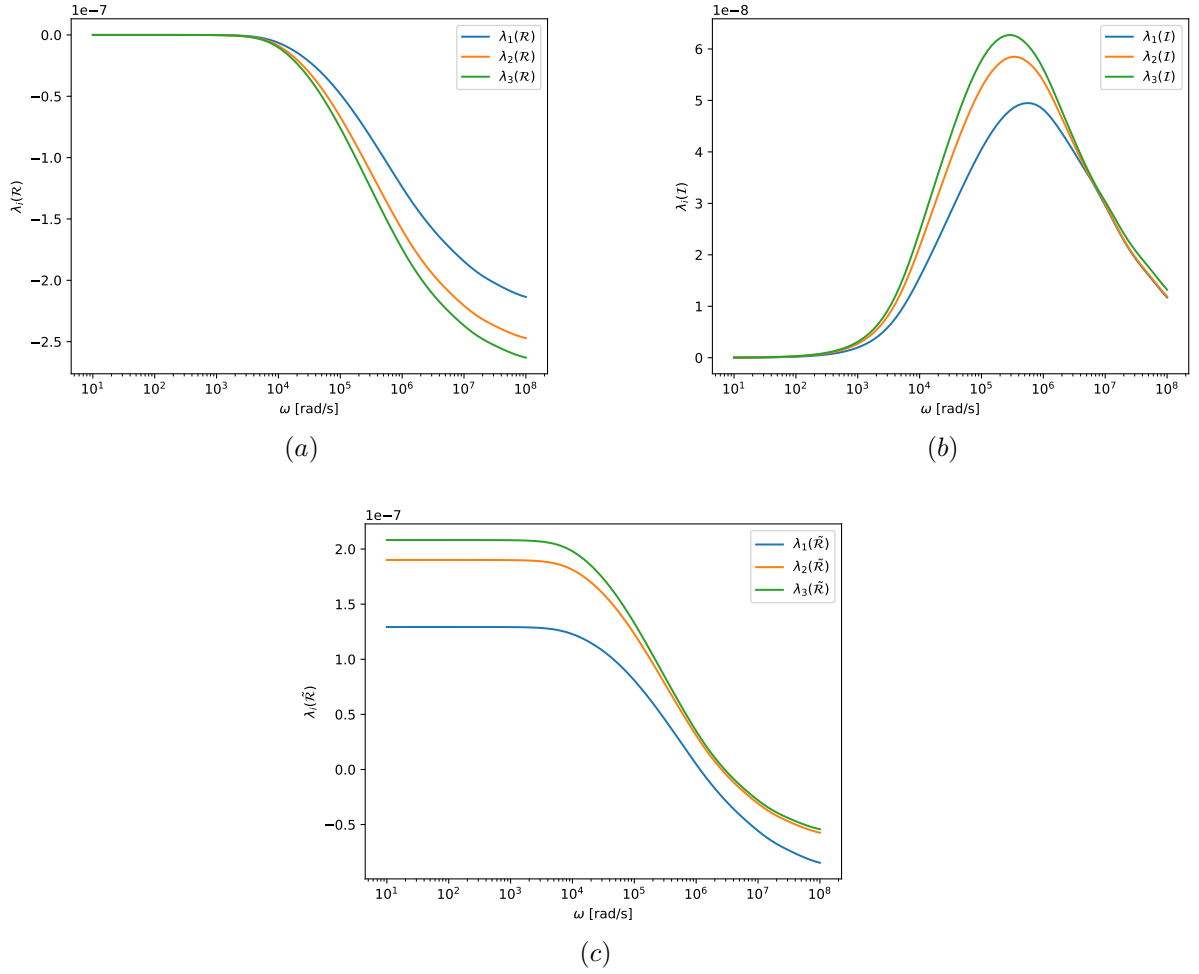 1e−7
0.0
−0.5
−1.0
−1.5
−2.0
−2.5
λᵢ(ℛ)
λ₁(ℛ)
λ₂(ℛ)
λ₃(ℛ)
10¹ 10² 10³ 10⁴ 10⁵ 10⁶ 10⁷ 10⁸
ω [rad/s]
(a)
1e−8
6
5
4
3
2
1
0
λᵢ(ℐ)
λ₁(ℐ)
λ₂(ℐ)
λ₃(ℐ)
10¹ 10² 10³ 10⁴ 10⁵ 10⁶ 10⁷ 10⁸
ω [rad/s]
(b)
1e−7
2.0
1.5
1.0
0.5
0.0
−0.5
λᵢ(ℛ̃)
λ₁(ℛ̃)
λ₂(ℛ̃)
λ₃(ℛ̃)
10¹ 10² 10³ 10⁴ 10⁵ 10⁶ 10⁷ 10⁸
ω [rad/s]
(c)